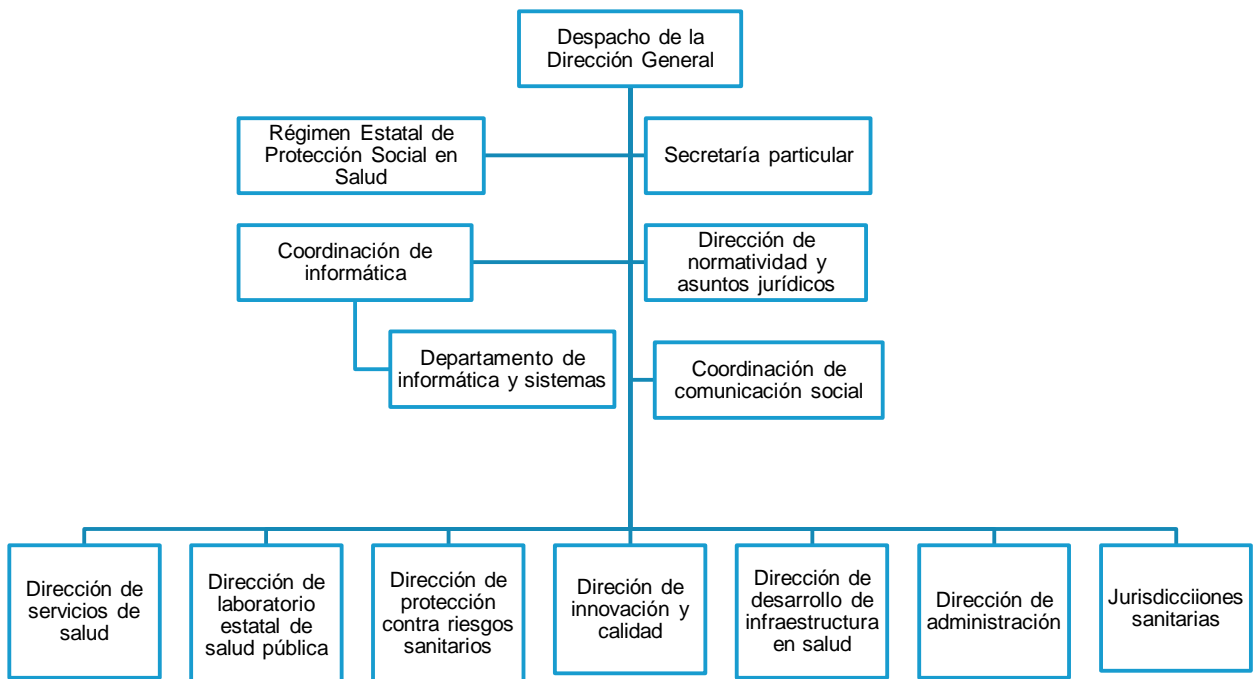 Despacho de la
Dirección General
Régimen Estatal de
Protección Social en
Salud
Secretaría particular
Coordinación de
informática
Dirección de
normatividad y
asuntos jurídicos
Departamento de
informática y sistemas
Coordinación de
comunicación social
Dirección de
servicios de
salud
Dirección de
laboratorio
estatal de
salud pública
Dirección de
protección
contra riesgos
sanitarios
Direción de
innovación y
calidad
Dirección de
desarrollo de
infraestructura
en salud
Dirección de
administración
Jurisdicciiones
sanitarias